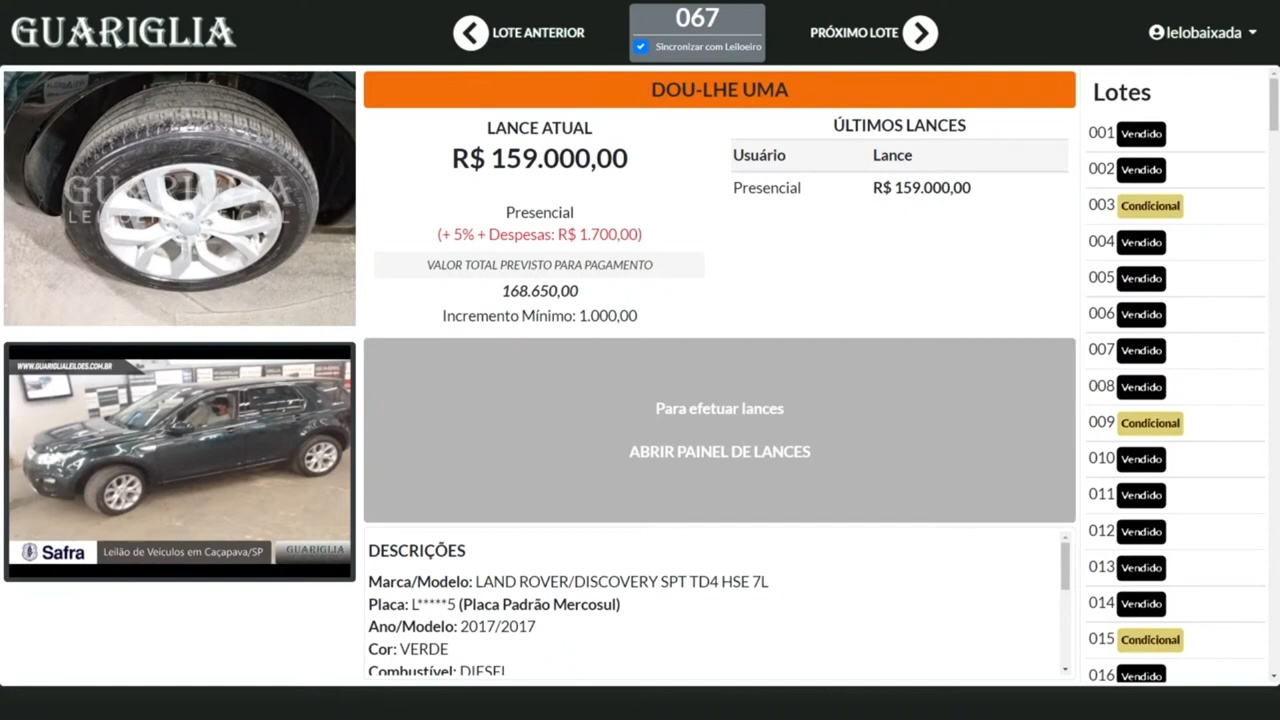 GUARIGLIA
LOTE ANTERIOR
067
Sincronizar com Leiloeiro
PRÓXIMO LOTE
lelobaixada
GUARIGLIA
LEILOEIRO OFICIAL
DOU-LHE UMA
LANCE ATUAL
R$ 159.000,00
Presencial
(+ 5% + Despesas: R$ 1.700,00)
VALOR TOTAL PREVISTO PARA PAGAMENTO
168.650,00
Incremento Mínimo: 1.000,00
ÚLTIMOS LANCES
Usuário Lance
Presencial R$ 159.000,00
WWW.GUARIGLIALEILOES.COM.BR
Safra
Leilão de Veículos em Caçapava/SP
GUARIGLIA
Para efetuar lances
ABRIR PAINEL DE LANCES
DESCRIÇÕES
Marca/Modelo: LAND ROVER/DISCOVERY SPT TD4 HSE 7L
Placa: L*****5 (Placa Padrão Mercosul)
Ano/Modelo: 2017/2017
Cor: VERDE
Combustível: DIESEL
Lotes
001 Vendido
002 Vendido
003 Condicional
004 Vendido
005 Vendido
006 Vendido
007 Vendido
008 Vendido
009 Condicional
010 Vendido
011 Vendido
012 Vendido
013 Vendido
014 Vendido
015 Condicional
016 Vendido